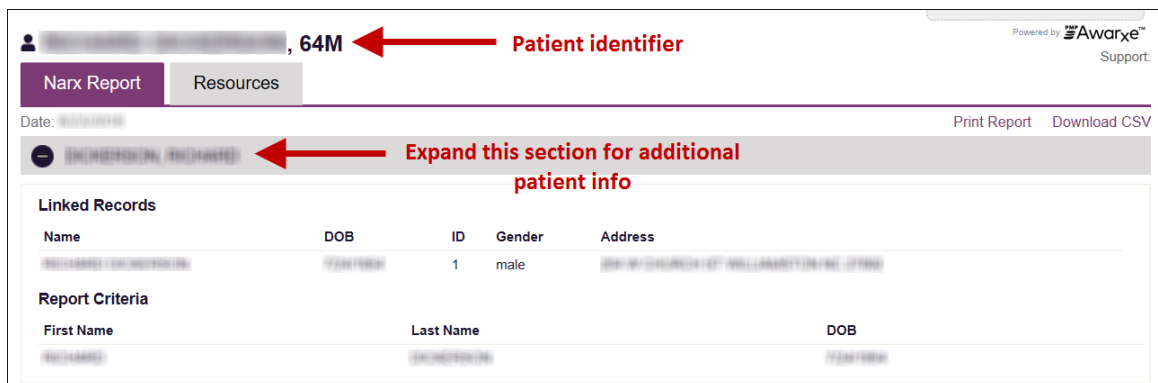 , 64M
Patient identifier
Powered by PMP AWARxE™
Support:
Narx Report Resources
Date:
Print Report Download CSV
Expand this section for additional
patient info
Linked Records
Name DOB ID Gender Address
1 male
Report Criteria
First Name Last Name DOB